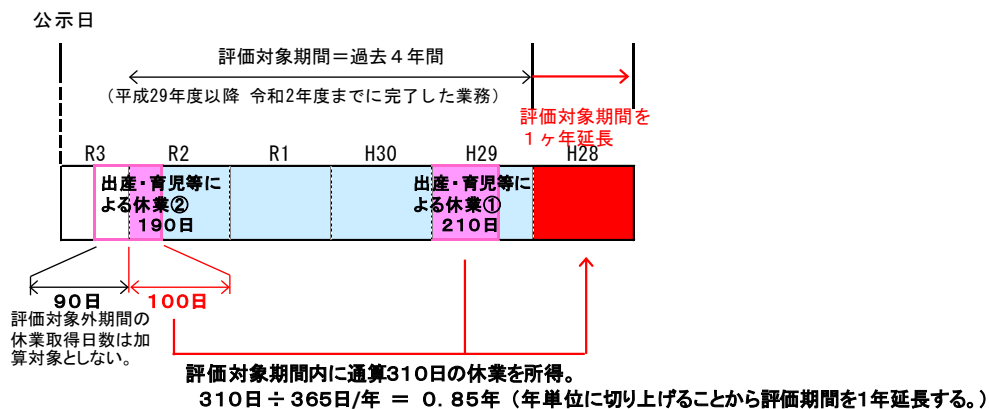 公示日
評価対象期間＝過去４年間
（平成29年度以降 令和2年度までに完了した業務）
評価対象期間を
１ヶ年延長
R3 R2 R1 H30 H29 H28
出産・育児等に
よる休業②
190日
出産・育児等に
よる休業①
210日
90日
100日
評価対象外期間の
休業取得日数は加
算対象としない。
評価対象期間内に通算310日の休業を所得。
310日÷365日/年 ＝ ０．８５年（年単位に切り上げることから評価期間を1年延長する。）